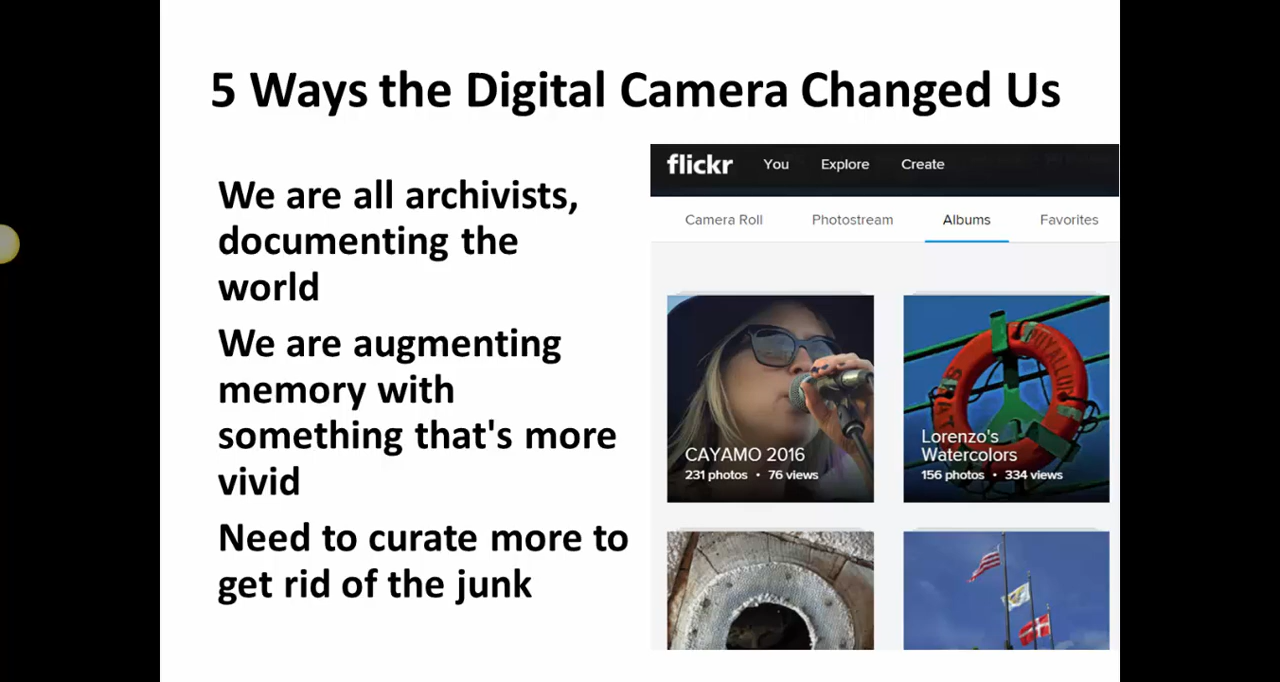 5 Ways the Digital Camera Changed Us
We are all archivists,
documenting the
world
We are augmenting
memory with
something that's more
vivid
Need to curate more to
get rid of the junk
flickr You Explore Create
Camera Roll Photostream Albums Favorites
CAYAMO 2016
231 photos • 76 views
Lorenzo's
Watercolors
156 photos • 334 views